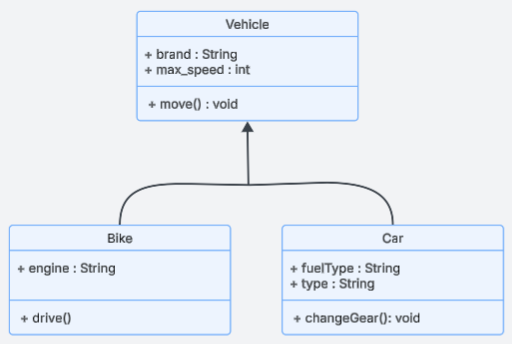 Vehicle
+ brand : String
+ max_speed : int
+ move() : void
Bike
+ engine : String
+ drive()
Car
+ fuelType : String
+ type : String
+ changeGear(): void